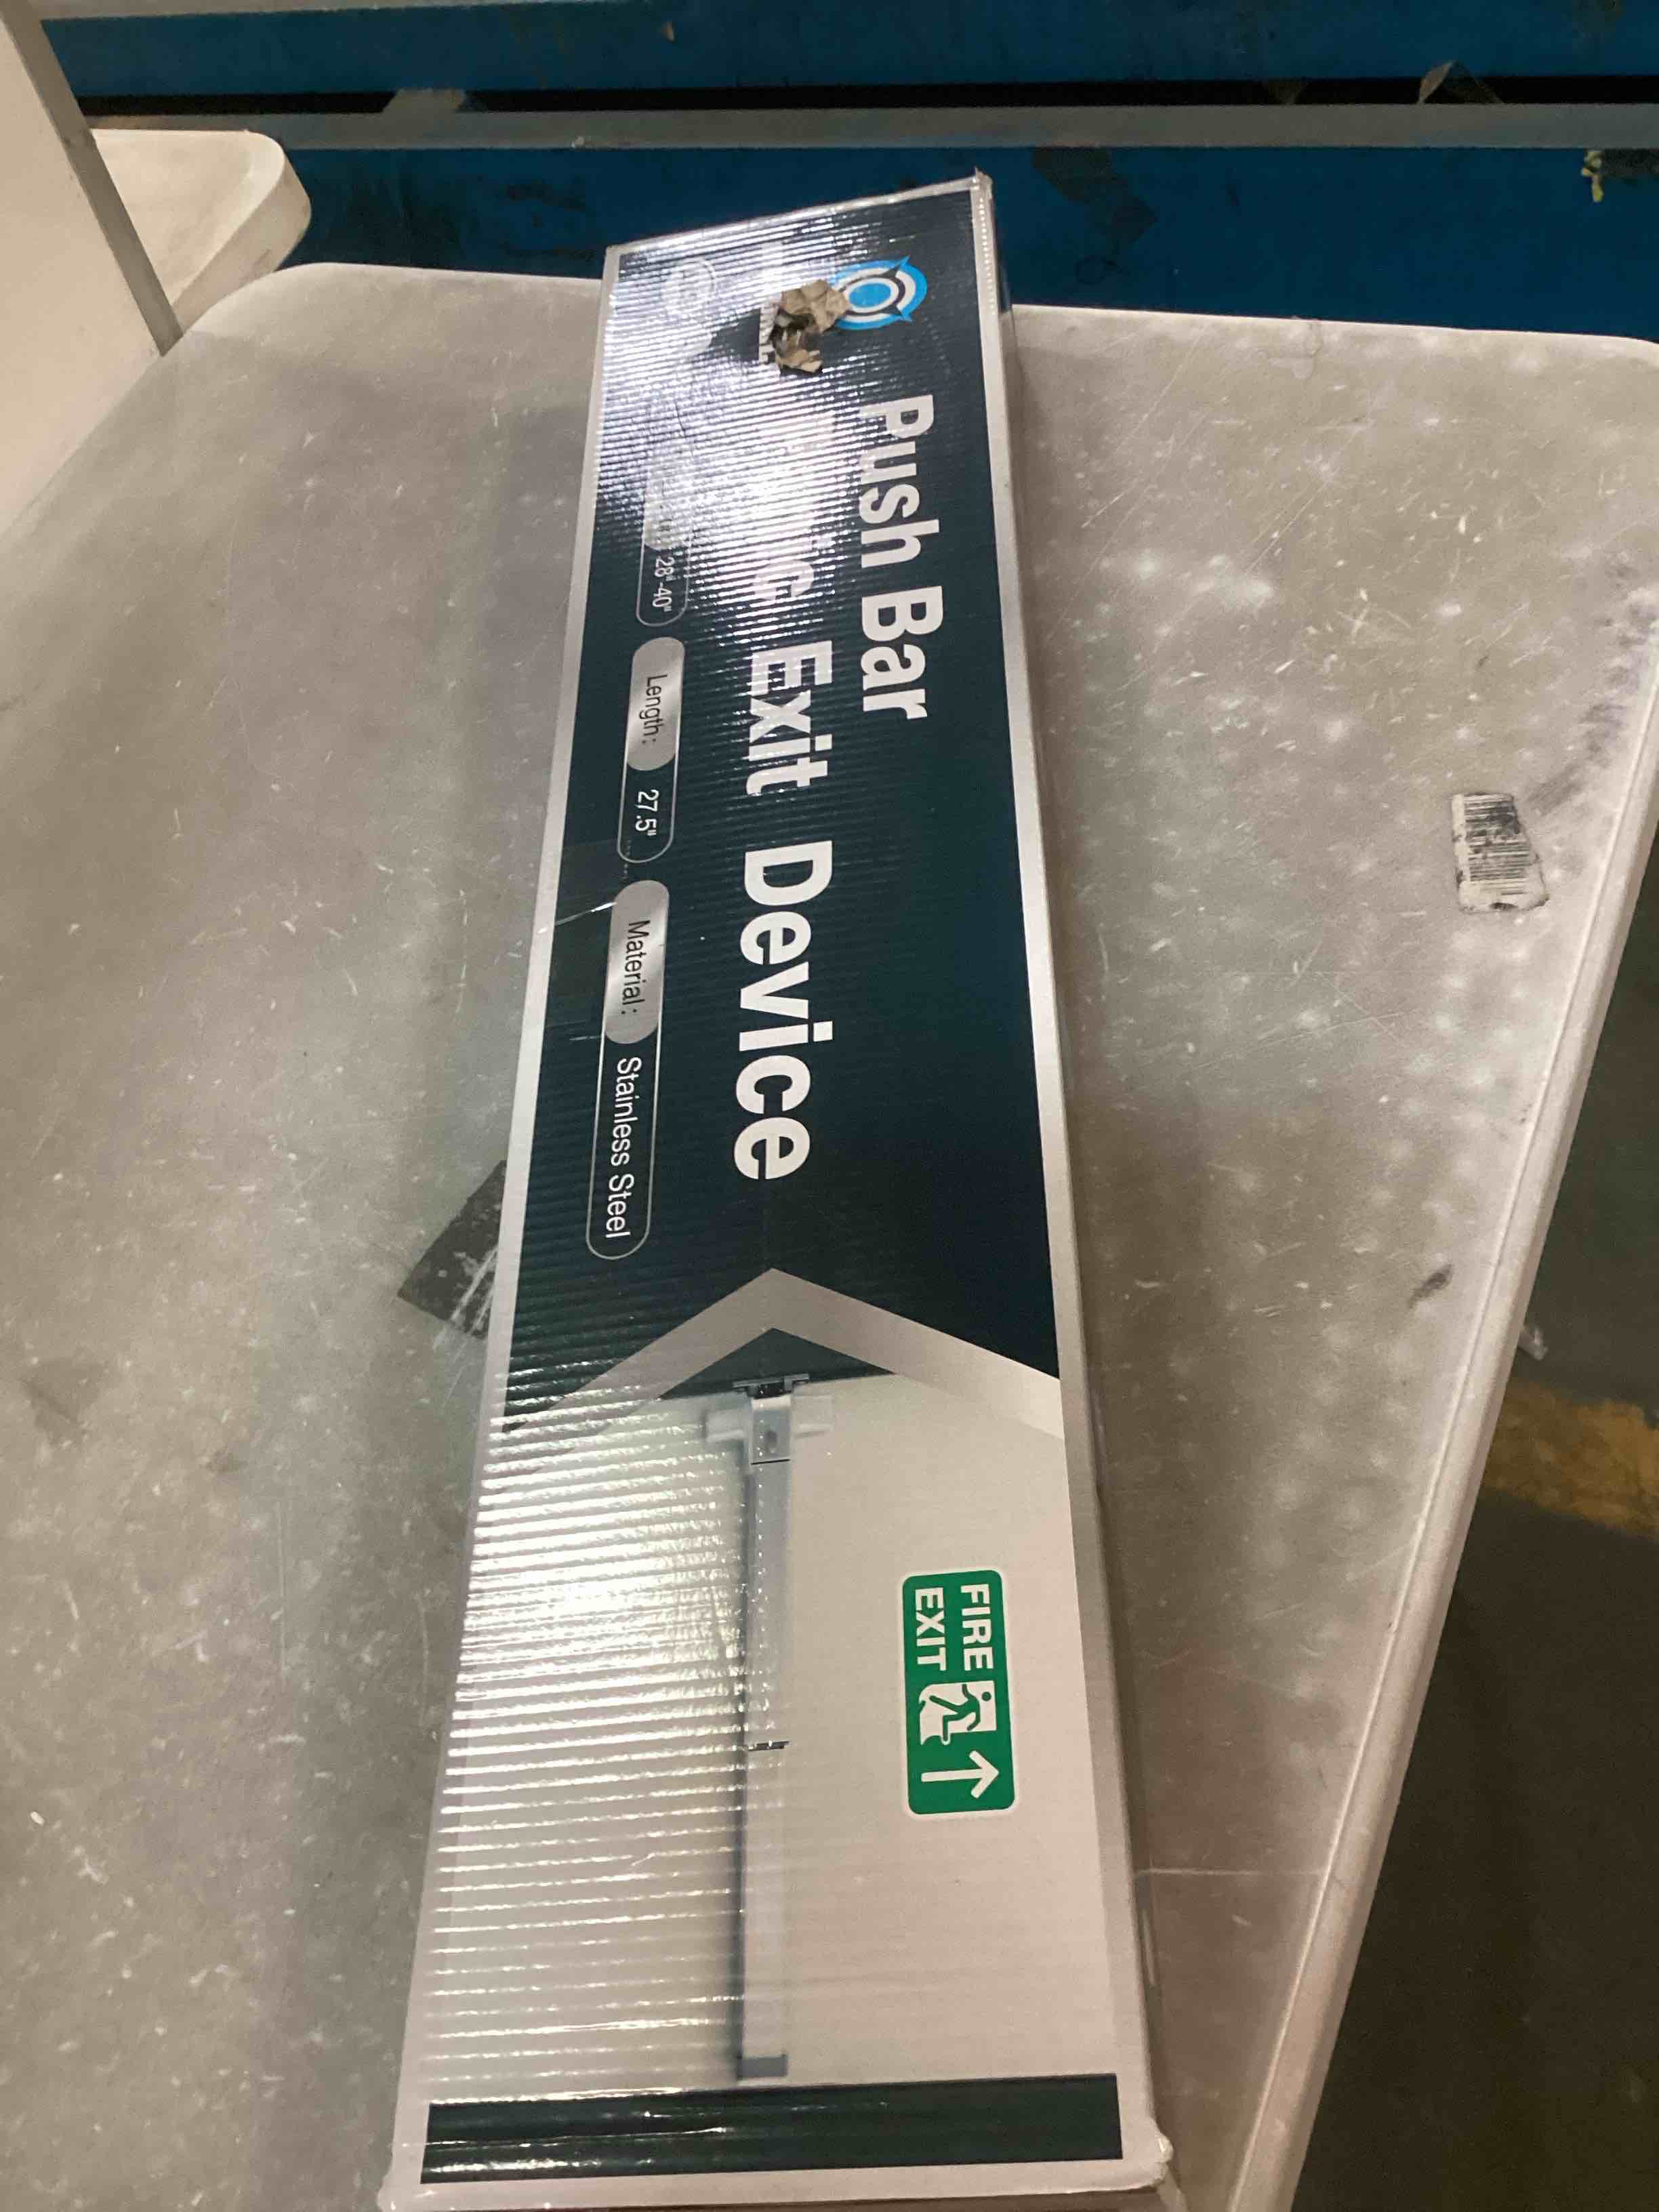 Push Bar
Exit Device
28"-40"
Length: 27.5"
Material: Stainless Steel
FIRE
EXIT